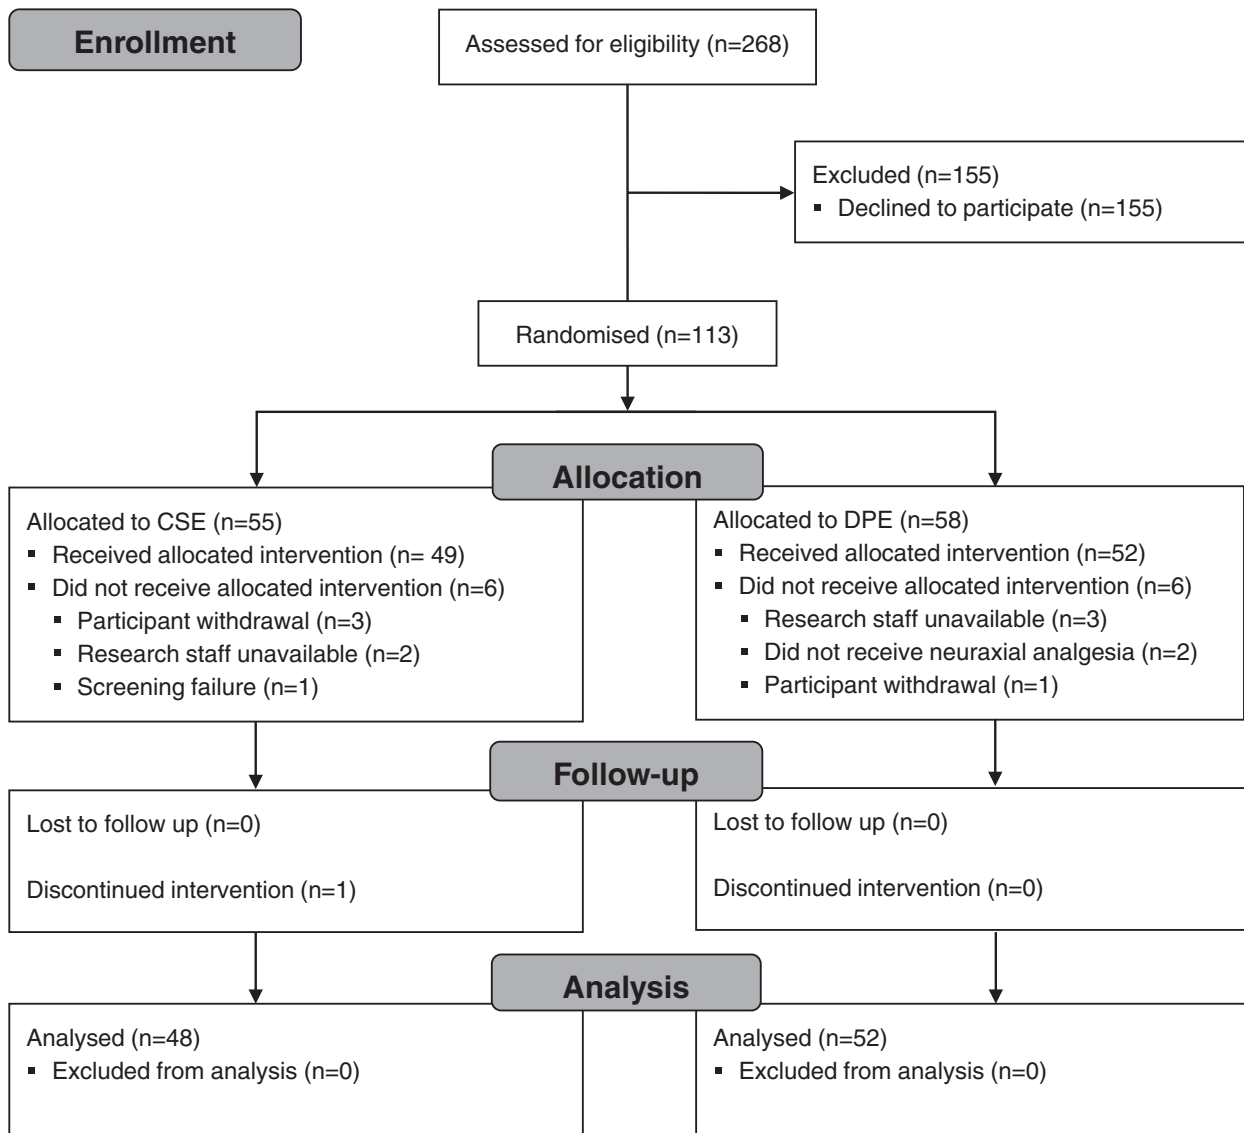 Enrollment
Assessed for eligibility (n=268)
Excluded (n=155)
▪ Declined to participate (n=155)
Randomised (n=113)
Allocation
Allocated to CSE (n=55)
▪ Received allocated intervention (n= 49)
▪ Did not receive allocated intervention (n=6)
▪ Participant withdrawal (n=3)
▪ Research staff unavailable (n=2)
▪ Screening failure (n=1)
Allocated to DPE (n=58)
▪ Received allocated intervention (n=52)
▪ Did not receive allocated intervention (n=6)
▪ Research staff unavailable (n=3)
▪ Did not receive neuraxial analgesia (n=2)
▪ Participant withdrawal (n=1)
Follow-up
Lost to follow up (n=0)
Discontinued intervention (n=1)
Lost to follow up (n=0)
Discontinued intervention (n=0)
Analysis
Analysed (n=48)
▪ Excluded from analysis (n=0)
Analysed (n=52)
▪ Excluded from analysis (n=0)